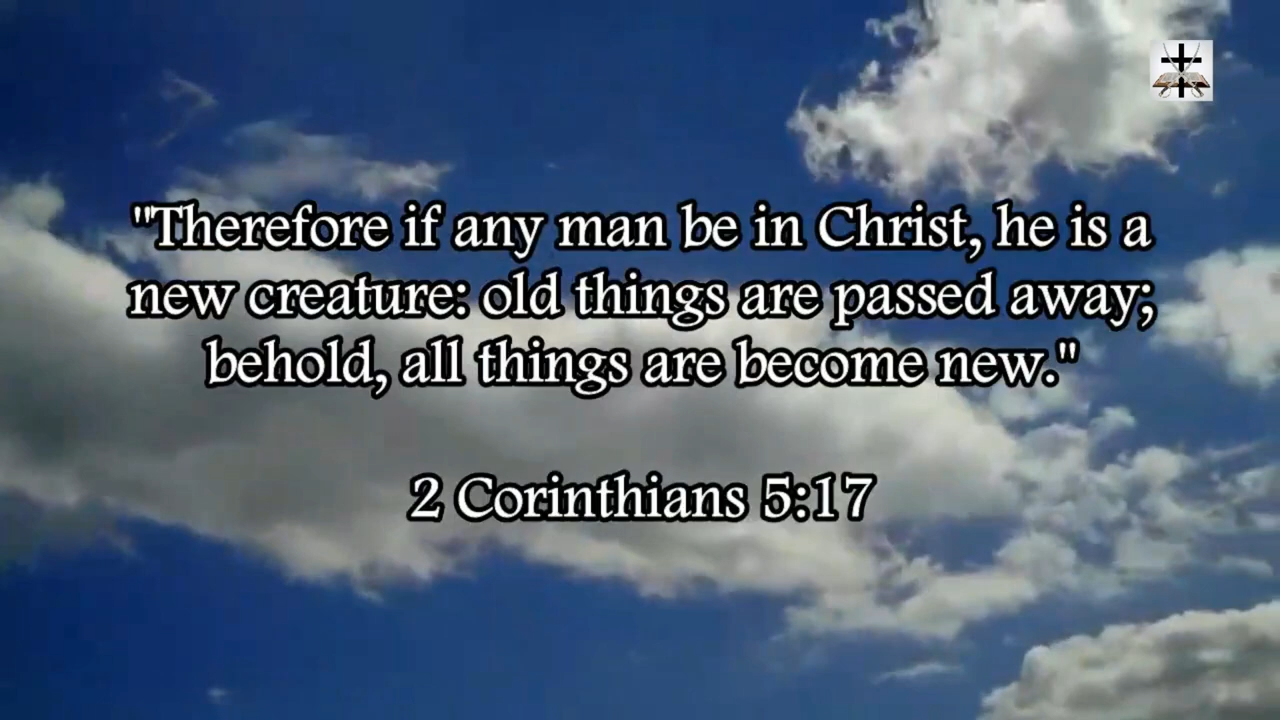 "Therefore if any man be in Christ, he is a
new creature: old things are passed away;
behold, all things are become new."
2 Corinthians 5:17